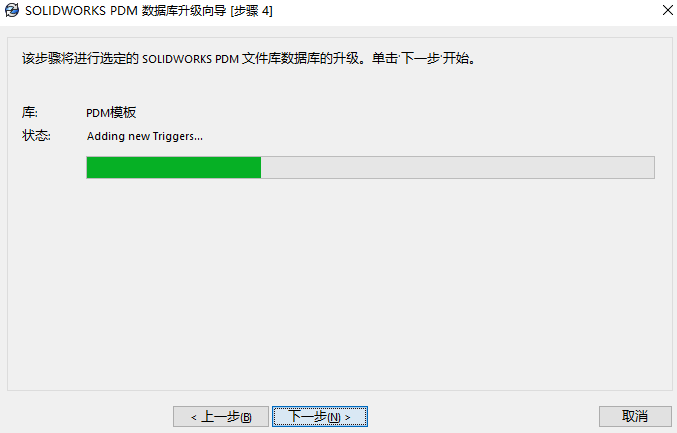 SOLIDWORKS PDM 数据库升级向导 [步骤 4]
该步骤将进行选定的 SOLIDWORKS PDM 文件库数据库的升级。单击‘下一步’开始。
库: PDM模板
状态: Adding new Triggers...
< 上一步(B) 下一步(N) > 取消